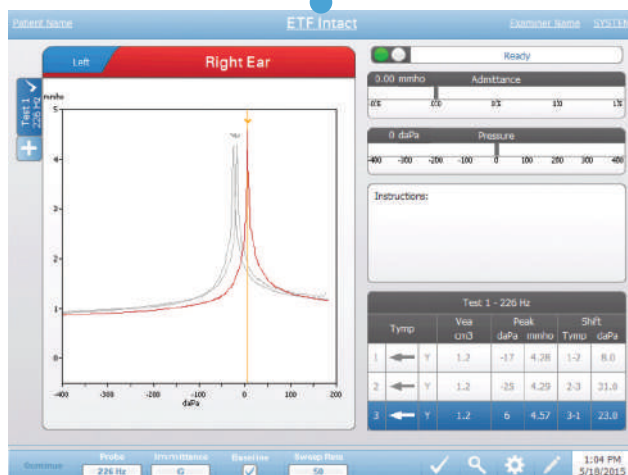 Patient Name
ETF Intact
Examiner Name
SYSTEM
Left
Right Ear
Test 1
226 Hz
mmho
5
4
3
2
1
0
-400
-300
-200
-100
0
100
200
daPa
Ready
0.00 mmho
Admittance
0 daPa
Pressure
-400 -300 -200 -100 0 100 200 300 400
Instructions:
Test 1 - 226 Hz
Tymp Vea Peak Shift
cm3 daPa mmho Tymp daPa
1 Y 1.2 -17 4.28 1-2 8.0
2 Y 1.2 -25 4.29 2-3 31.0
3 Y 1.2 6 4.57 3-1 23.0
Continue
Probe
226 Hz
Immittance
Baseline
Sweep Rate
50
1:04 PM
5/18/2015